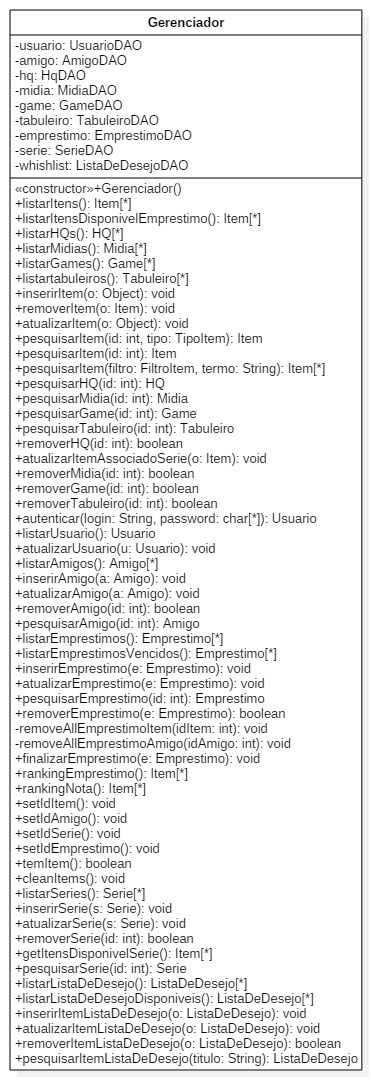 Gerenciador
-usuario: UsuarioDAO
-amigo: AmigoDAO
-hq: HqDAO
-midia: MidiaDAO
-game: GameDAO
-tabuleiro: TabuleiroDAO
-emprestimo: EmprestimoDAO
-serie: SerieDAO
-whishlist: ListaDeDesejoDAO
«constructor»+Gerenciador()
+listarItens(): Item[*]
+listarItensDisponivelEmprestimo(): Item[*]
+listarHQs(): HQ[*]
+listarMidias(): Midia[*]
+listarGames(): Game[*]
+listartabuleiros(): Tabuleiro[*]
+inserirItem(o: Object): void
+removerItem(o: Item): void
+atualizarItem(o: Object): void
+pesquisarItem(id: int, tipo: TipoItem): Item
+pesquisarItem(id: int): Item
+pesquisarItem(filtro: FiltroItem, termo: String): Item[*]
+pesquisarHQ(id: int): HQ
+pesquisarMidia(id: int): Midia
+pesquisarGame(id: int): Game
+pesquisarTabuleiro(id: int): Tabuleiro
+removerHQ(id: int): boolean
+atualizarItemAssociadoSerie(o: Item): void
+removerMidia(id: int): boolean
+removerGame(id: int): boolean
+removerTabuleiro(id: int): boolean
+autenticar(login: String, password: char[*]): Usuario
+listarUsuario(): Usuario
+atualizarUsuario(u: Usuario): void
+listarAmigos(): Amigo[*]
+inserirAmigo(a: Amigo): void
+atualizarAmigo(a: Amigo): void
+removerAmigo(id: int): boolean
+pesquisarAmigo(id: int): Amigo
+listarEmprestimos(): Emprestimo[*]
+listarEmprestimosVencidos(): Emprestimo[*]
+inserirEmprestimo(e: Emprestimo): void
+atualizarEmprestimo(e: Emprestimo): void
+pesquisarEmprestimo(id: int): Emprestimo
+removerEmprestimo(e: Emprestimo): boolean
-removeAllEmprestimoItem(idItem: int): void
-removeAllEmprestimoAmigo(idAmigo: int): void
+finalizarEmprestimo(e: Emprestimo): void
+rankingEmprestimo(): Item[*]
+rankingNota(): Item[*]
+setIdItem(): void
+setIdAmigo(): void
+setIdSerie(): void
+setIdEmprestimo(): void
+temItem(): boolean
+cleanItems(): void
+listarSeries(): Serie[*]
+inserirSerie(s: Serie): void
+atualizarSerie(s: Serie): void
+removerSerie(id: int): boolean
+getItensDisponivelSerie(): Item[*]
+pesquisarSerie(id: int): Serie
+listarListaDeDesejo(): ListaDeDesejo[*]
+listarListaDeDesejoDisponiveis(): ListaDeDesejo[*]
+inserirItemListaDeDesejo(o: ListaDeDesejo): void
+atualizarItemListaDeDesejo(o: ListaDeDesejo): void
+removerItemListaDeDesejo(o: ListaDeDesejo): boolean
+pesquisarItemListaDeDesejo(titulo: String): ListaDeDesejo